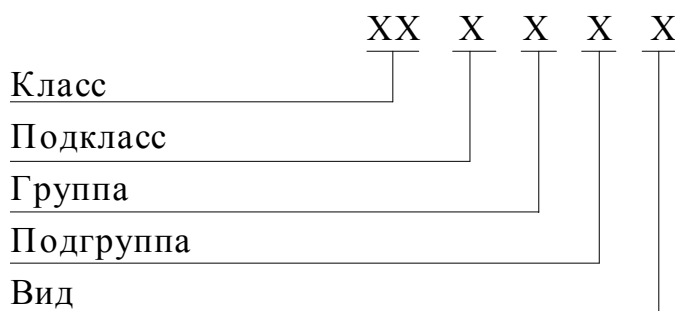 XX X X X X
Класс
Подкласс
Группа
Подгруппа
Вид